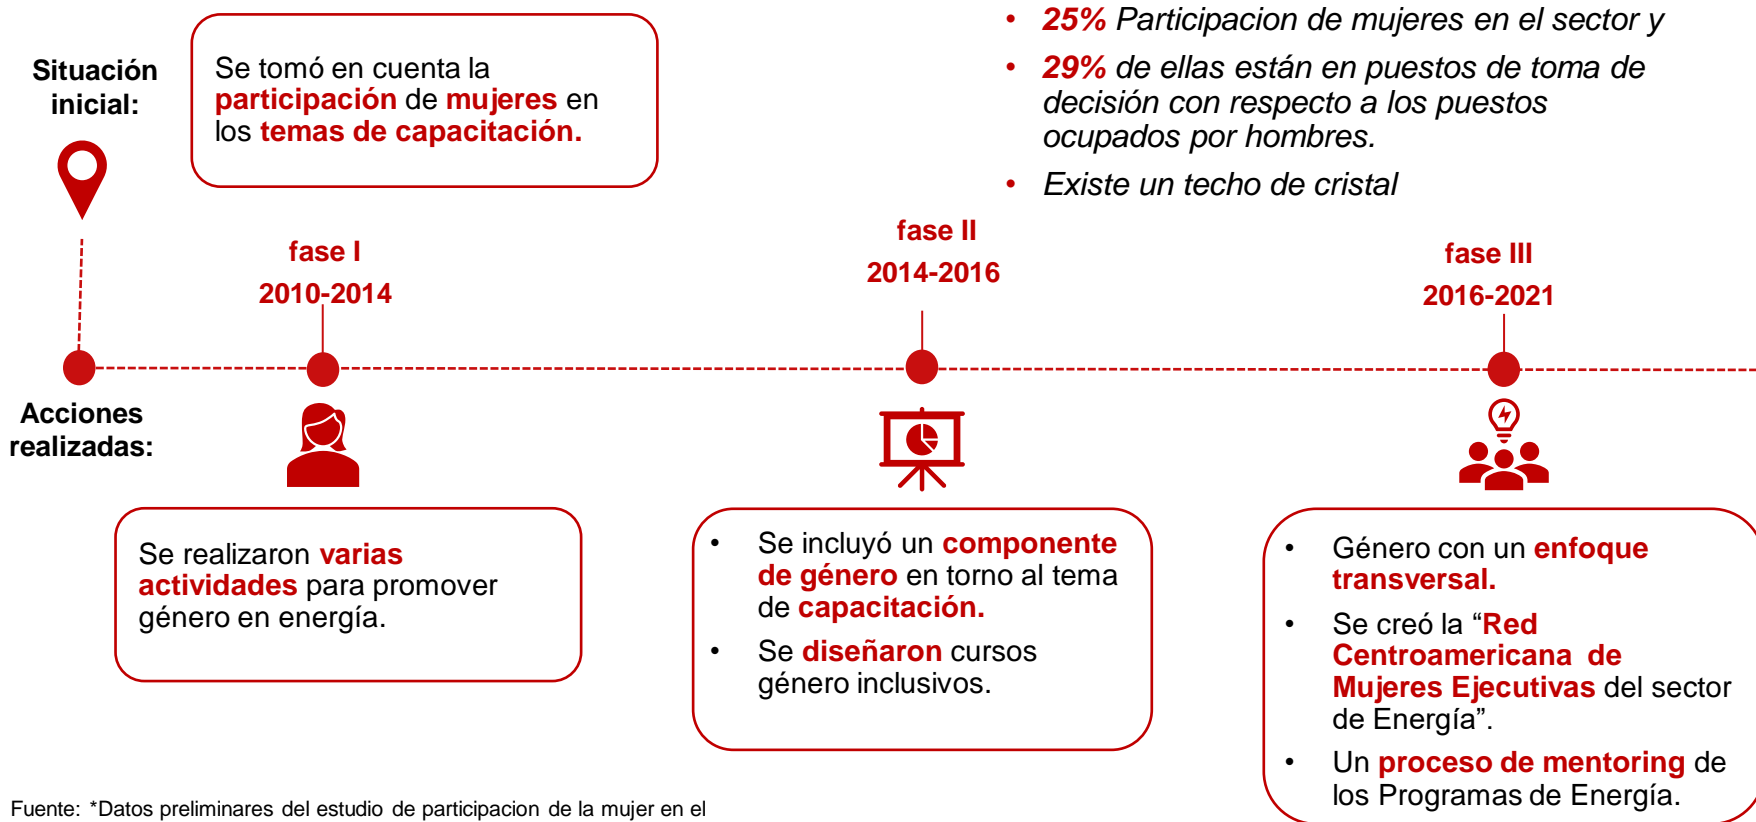 Situación
inicial:
Se tomó en cuenta la
participación de mujeres en
los temas de capacitación.
• 25% Participacion de mujeres en el sector y
• 29% de ellas están en puestos de toma de
decisión con respecto a los puestos
ocupados por hombres.
• Existe un techo de cristal
fase I
2010-2014
fase II
2014-2016
fase III
2016-2021
Acciones
realizadas:
Se realizaron varias
actividades para promover
género en energía.
• Se incluyó un componente
de género en torno al tema
de capacitación.
• Se diseñaron cursos
género inclusivos.
• Género con un enfoque
transversal.
• Se creó la “Red
Centroamericana de
Mujeres Ejecutivas del sector
de Energía”.
• Un proceso de mentoring de
los Programas de Energía.
Fuente: *Datos preliminares del estudio de participacion de la mujer en el